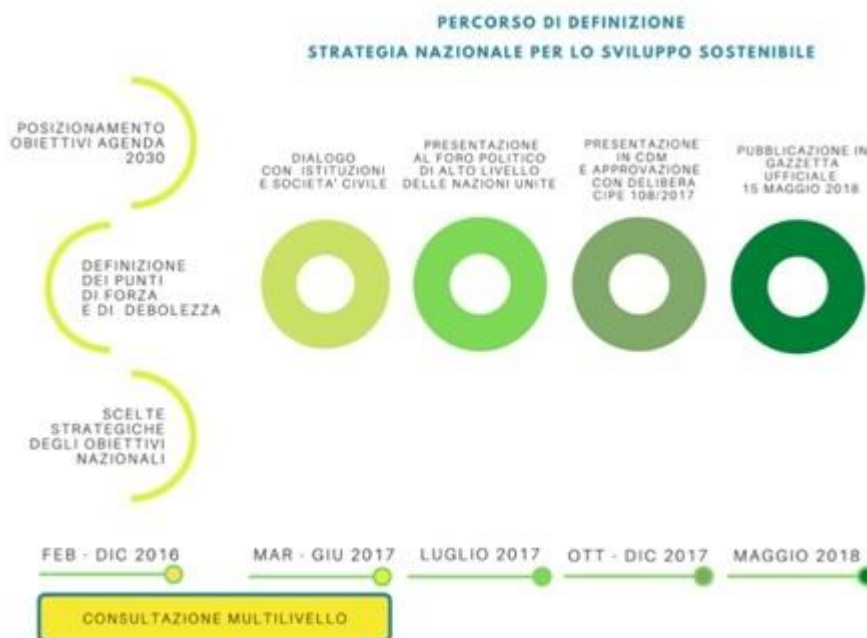 PERCORSO DI DEFINIZIONE
STRATEGIA NAZIONALE PER LO SVILUPPO SOSTENIBILE
POSIZIONAMENTO
OBIETTIVI AGENDA
2030
DEFINIZIONE
DEI PUNTI
DI FORZA
E DI DEBOLEZZA
SCELTE
STRATEGICHE
DEGLI OBIETTIVI
NAZIONALI
DIALOGO
CON ISTITUZIONI
E SOCIETA' CIVILE
PRESENTAZIONE
AL FORO POLITICO
DI ALTO LIVELLO
DELLE NAZIONI UNITE
PRESENTAZIONE
IN CDM
E APPROVAZIONE
CON DELIBERA
CIPE 108/2017
PUBBLICAZIONE IN
GAZZETTA
UFFICIALE
15 MAGGIO 2018
FEB - DIC 2016
MAR - GIU 2017
LUGLIO 2017
OTT - DIC 2017
MAGGIO 2018
CONSULTAZIONE MULTILIVELLO